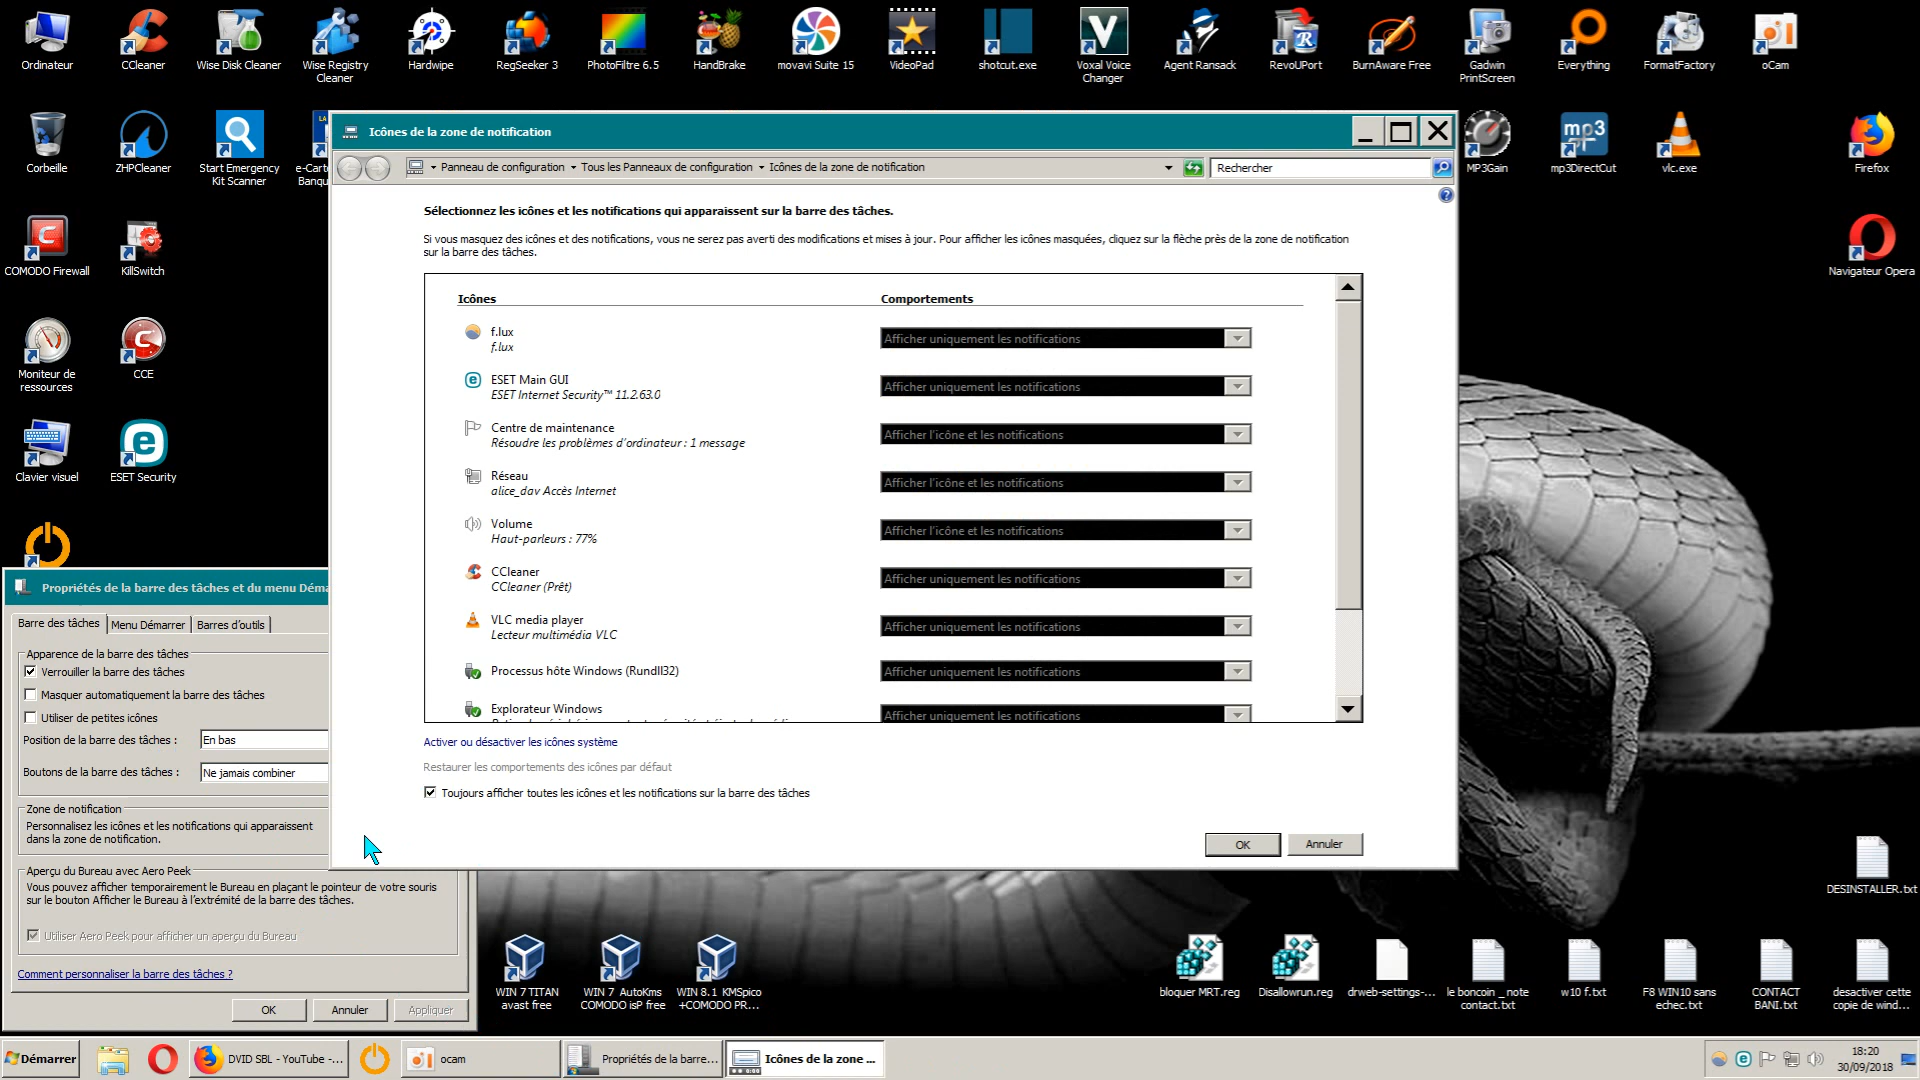 Ordinateur
CCleaner
Wise Disk Cleaner
Wise Registry
Cleaner
Hardwipe
RegSeeker 3
PhotoFiltre 6.5
HandBrake
movavi Suite 15
VideoPad
shotcut.exe
Voxal Voice
Changer
Agent Ransack
RevoUPort
BurnAware Free
Gadwin
PrintScreen
Everything
FormatFactory
oCam
Corbeille
ZHPCleaner
Start Emergency
Kit Scanner
e-Carte
Banqu
MP3Gain
mp3
mp3DirectCut
vlc.exe
Firefox
COMODO Firewall
KillSwitch
Navigateur Opera
Moniteur de
ressources
CCE
Clavier visuel
ESET Security
Icônes de la zone de notification
Panneau de configuration
Tous les Panneaux de configuration
Icônes de la zone de notification
Rechercher
Sélectionnez les icônes et les notifications qui apparaissent sur la barre des tâches.
Si vous masquez des icônes et des notifications, vous ne serez pas averti des modifications et mises à jour. Pour afficher les icônes masquées, cliquez sur la flèche près de la zone de notification
sur la barre des tâches.
Icônes
Comportements
f.lux
f.lux
Afficher uniquement les notifications
ESET Main GUI
ESET Internet Security™ 11.2.63.0
Afficher uniquement les notifications
Centre de maintenance
Résoudre les problèmes d'ordinateur : 1 message
Afficher l'icône et les notifications
Réseau
alice_dav Accès Internet
Afficher l'icône et les notifications
Volume
Haut-parleurs : 77%
Afficher l'icône et les notifications
CCleaner
CCleaner (Prêt)
Afficher uniquement les notifications
VLC media player
Lecteur multimédia VLC
Afficher uniquement les notifications
Processus hôte Windows (Rundll32)
Afficher uniquement les notifications
Explorateur Windows
Afficher uniquement les notifications
Activer ou désactiver les icônes système
Restaurer les comportements des icônes par défaut
Toujours afficher toutes les icônes et les notifications sur la barre des tâches
OK
Annuler
Propriétés de la barre des tâches et du menu Déma
Barre des tâches
Menu Démarrer
Barres d'outils
Apparence de la barre des tâches
Verrouiller la barre des tâches
Masquer automatiquement la barre des tâches
Utiliser de petites icônes
Position de la barre des tâches :
En bas
Boutons de la barre des tâches :
Ne jamais combiner
Zone de notification
Personnalisez les icônes et les notifications qui apparaissent
dans la zone de notification.
Aperçu du Bureau avec Aero Peek
Vous pouvez afficher temporairement le Bureau en plaçant le pointeur de votre souris
sur le bouton Afficher le Bureau à l'extrémité de la barre des tâches.
Utiliser Aero Peek pour afficher un aperçu du Bureau
Comment personnaliser la barre des tâches ?
OK
Annuler
Appliquer
DESINSTALLER.txt
WIN 7 TITAN
avast free
WIN 7 AutoKms
COMODO isP free
WIN 8.1 KMSpico
+COMODO PR...
bloquer MRT.reg
Disallowrun.reg
drweb-settings-...
le boncoin _ note
contact.txt
w10 f.txt
F8 WIN10 sans
echec.txt
CONTACT
BANI.txt
desactiver cette
copie de wind...
Démarrer
DVID SBL - YouTube -...
ocam
Propriétés de la barre...
Icônes de la zone ...
18:20
30/09/2018